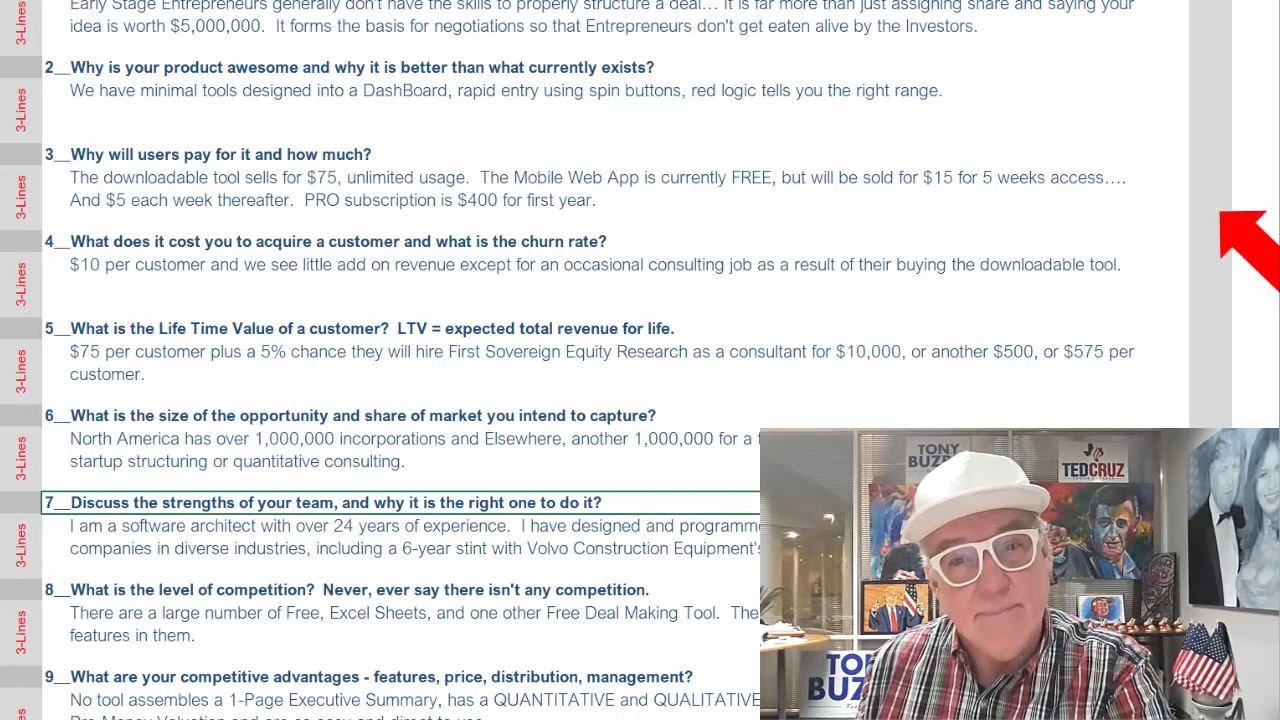 Early Stage Entrepreneurs generally don't have the skills to properly structure a deal… It is far more than just assigning share and saying your
idea is worth $5,000,000.  It forms the basis for negotiations so that Entrepreneurs don't get eaten alive by the Investors.
3-Lines
2__Why is your product awesome and why it is better than what currently exists?
We have minimal tools designed into a DashBoard, rapid entry using spin buttons, red logic tells you the right range.
3-Lines
3__Why will users pay for it and how much?
The downloadable tool sells for $75, unlimited usage.  The Mobile Web App is currently FREE, but will be sold for $15 for 5 weeks access….
And $5 each week thereafter.  PRO subscription is $400 for first year.
3-Lines
4__What does it cost you to acquire a customer and what is the churn rate?
$10 per customer and we see little add on revenue except for an occasional consulting job as a result of their buying the downloadable tool.
3-Lines
5__What is the Life Time Value of a customer?  LTV = expected total revenue for life.
$75 per customer plus a 5% chance they will hire First Sovereign Equity Research as a consultant for $10,000, or another $500, or $575 per
customer.
3-Lines
6__What is the size of the opportunity and share of market you intend to capture?
North America has over 1,000,000 incorporations and Elsewhere, another 1,000,000 for a
startup structuring or quantitative consulting.
3-Lines
7__Discuss the strengths of your team, and why it is the right one to do it?
I am a software architect with over 24 years of experience.  I have designed and programm
companies in diverse industries, including a 6-year stint with Volvo Construction Equipment's
3-Lines
8__What is the level of competition?  Never, ever say there isn't any competition.
There are a large number of Free, Excel Sheets, and one other Free Deal Making Tool.  The
features in them.
3-Lines
9__What are your competitive advantages - features, price, distribution, management?
No tool assembles a 1-Page Executive Summary, has a QUANTITATIVE and QUALITATIVE
3-Lines
TONY
BUZ
TEDCRUZ
TO
BUZ